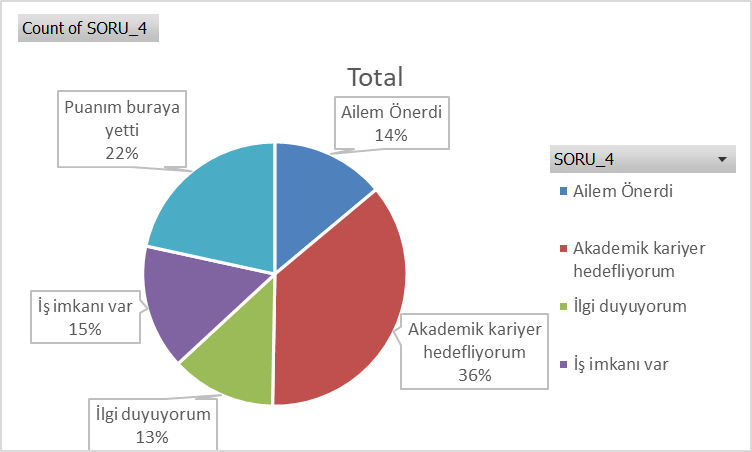 Count of SORU_4
Total
Puanım buraya
yetti
22%
Ailem Önerdi
14%
İş imkanı var
15%
Akademik kariyer
hedefliyorum
36%
İlgi duyuyorum
13%
SORU_4
Ailem Önerdi
Akademik kariyer
hedefliyorum
İlgi duyuyorum
İş imkanı var